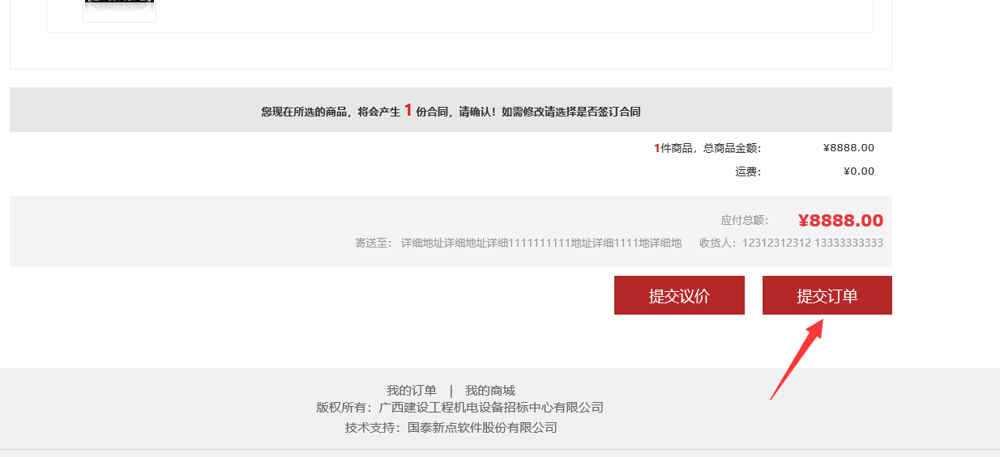 您现在所选的商品，将会产生 1 份合同，请确认！如需修改请选择是否签订合同
1件商品，总商品金额： ¥8888.00
运费： ¥0.00
应付总额： ¥8888.00
寄送至： 详细地址详细地址详细1111111111地址详细1111地详细地 收货人：12312312312 13333333333
提交议价 提交订单
我的订单 | 我的商城
版权所有：广西建设工程机电设备招标中心有限公司
技术支持：国泰新点软件股份有限公司